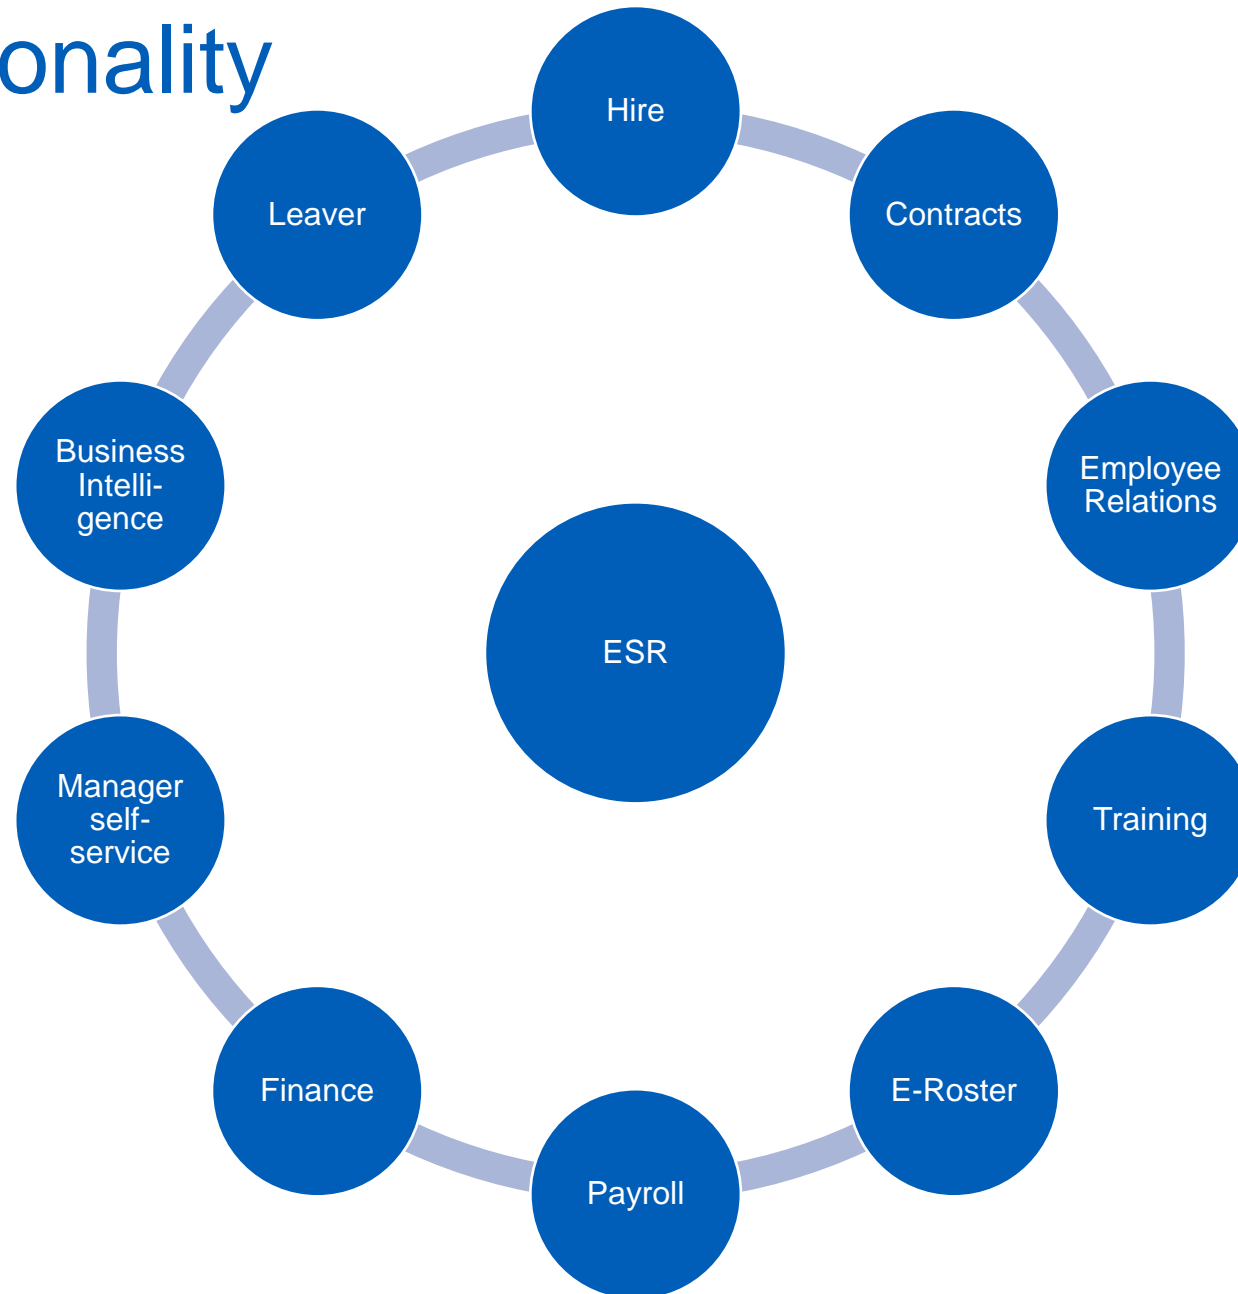 onality
Hire
Leaver
Contracts
Business
Intelli-
gence
Employee
Relations
ESR
Manager
self-
service
Training
Finance
E-Roster
Payroll